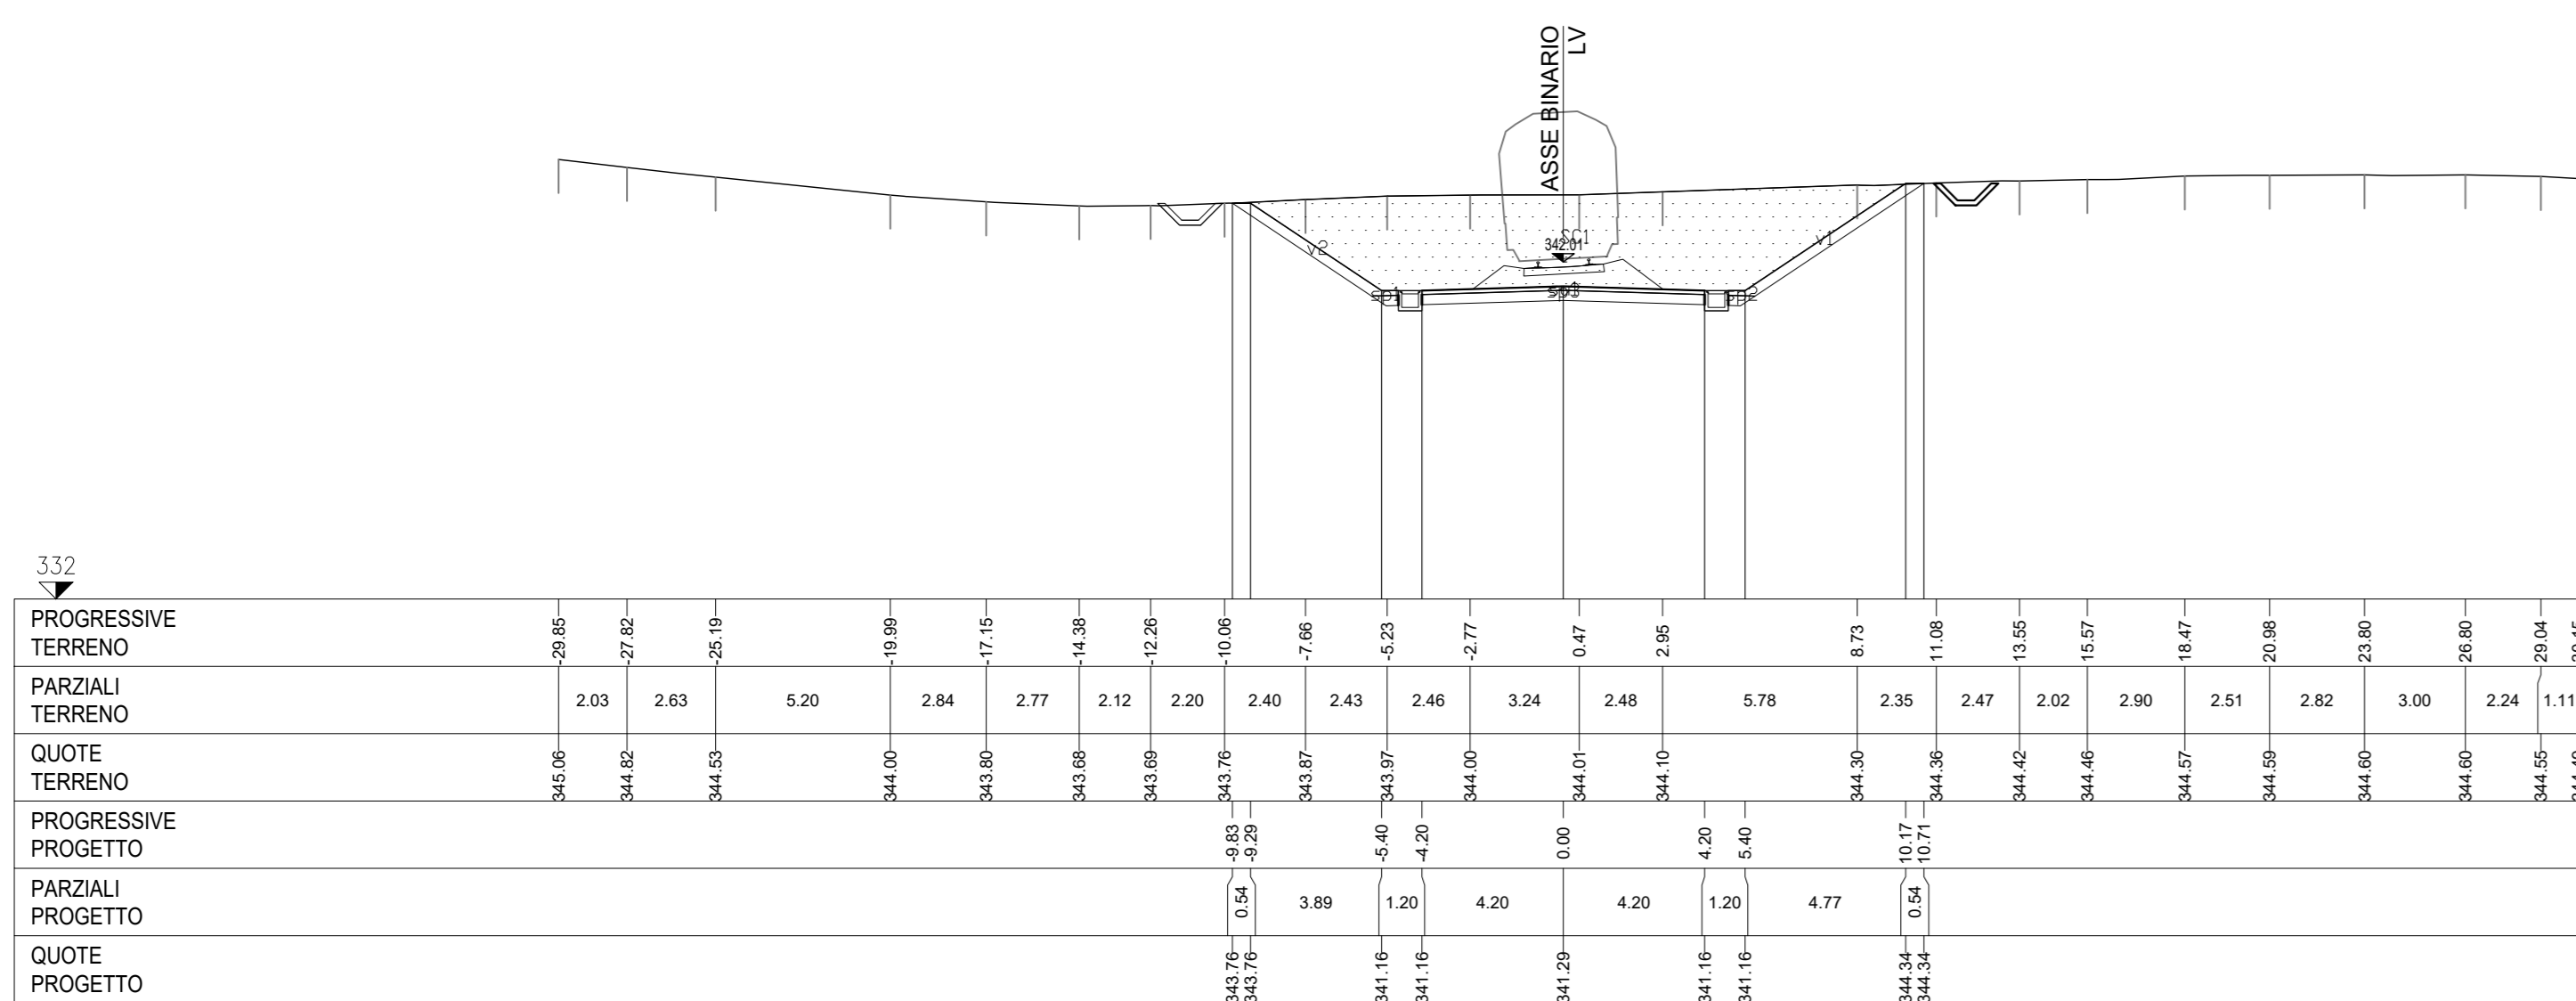 ASSE BINARIO
LV
SC1
342.01
v2
v1
332
PROGRESSIVE
TERRENO
-29.85 -27.82 -25.19 -19.99 -17.15 -14.38 -12.26 -10.06 -7.66 -5.23 -2.77 0.47 2.95 8.73 11.08 13.55 15.57 18.47 20.98 23.80 26.80 29.04
PARZIALI
TERRENO
2.03 2.63 5.20 2.84 2.77 2.12 2.20 2.40 2.43 2.46 3.24 2.48 5.78 2.35 2.47 2.02 2.90 2.51 2.82 3.00 2.24 1.11
QUOTE
TERRENO
345.06 344.82 344.53 344.00 343.80 343.68 343.69 343.76 343.87 343.97 344.00 344.01 344.10 344.30 344.36 344.42 344.46 344.57 344.59 344.60 344.60 344.55
PROGRESSIVE
PROGETTO
-9.83 -9.29 -5.40 -4.20 0.00 4.20 5.40 10.17 10.71
PARZIALI
PROGETTO
0.54 3.89 1.20 4.20 4.20 1.20 4.77 0.54
QUOTE
PROGETTO
343.76 343.76 341.16 341.16 341.29 341.16 341.16 344.34 344.34